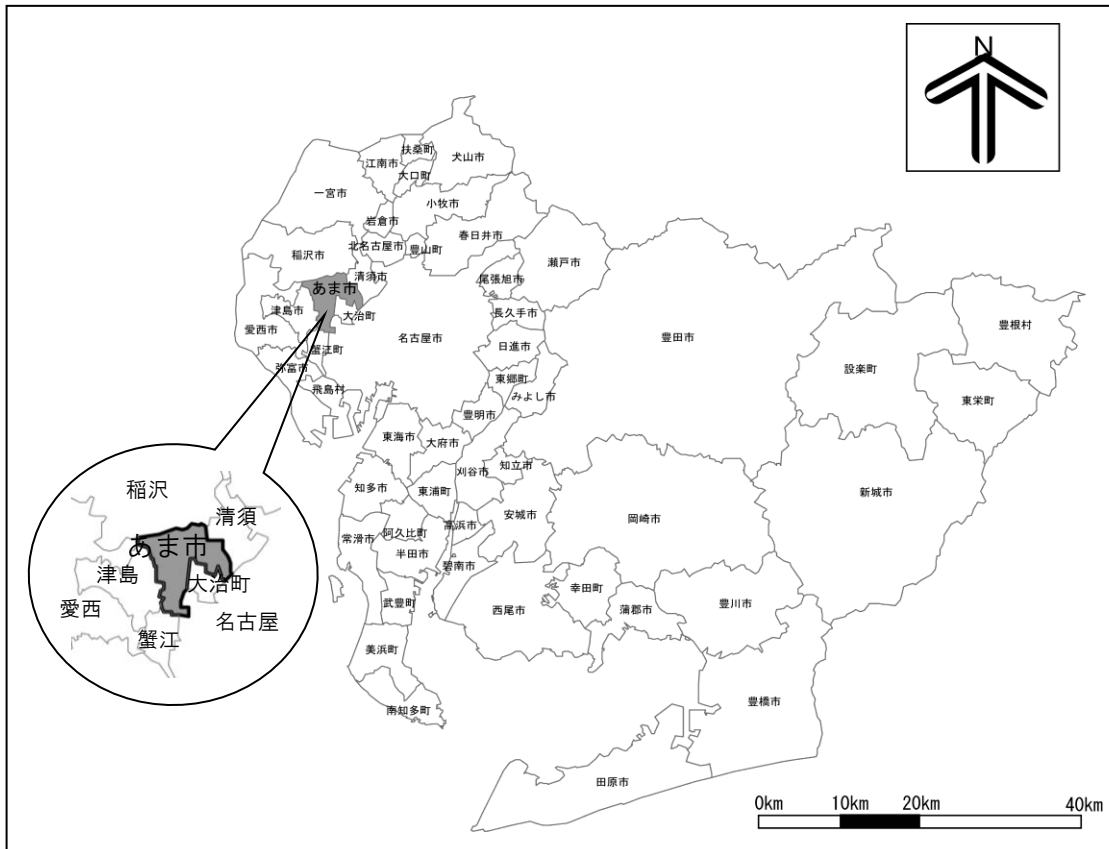 N
扶桑町
犬山市
江南市
大口町
一宮市
小牧市
岩倉市
春日井市
北名古屋市
豊山町
稲沢市
瀬戸市
清須市
尾張旭市
あま市
津島市
大治町
長久手市
愛西市
豊根村
名古屋市
豊田市
日進市
蟹江町
弥富市
設楽町
東郷町
飛島村
みよし市
東栄町
豊明市
東海市
大府市
刈谷市
知立市
知多市
東浦町
新城市
安城市
岡崎市
高浜市
阿久比町
常滑市
半田市
碧南市
幸田町
武豊町
西尾市
蒲郡市
豊川市
美浜町
豊橋市
南知多町
田原市
稲沢
清須
あま市
津島
大治町
愛西
名古屋
蟹江
0km 10km 20km 40km